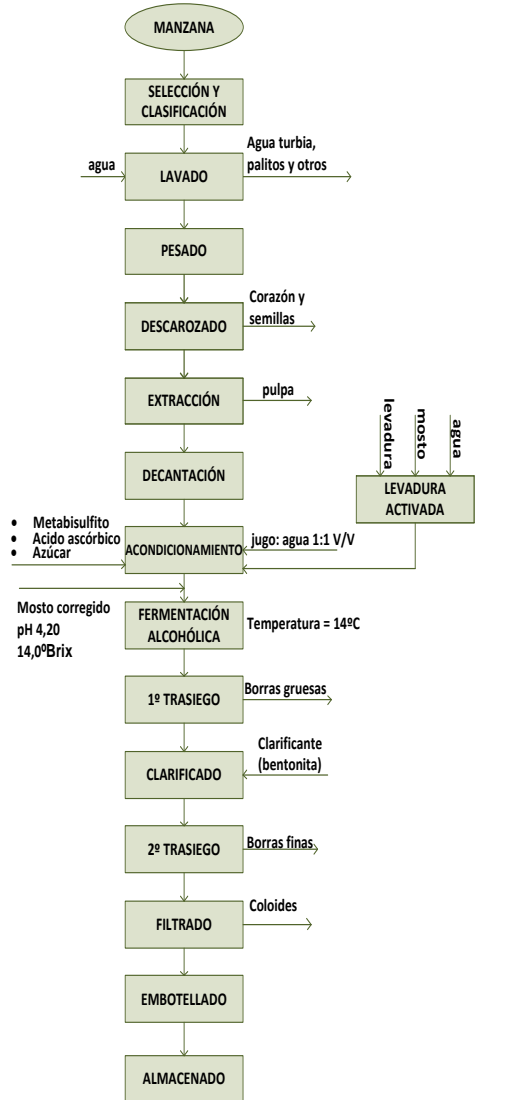 MANZANA
SELECCIÓN Y
CLASIFICACIÓN
agua
LAVADO
Agua turbia,
palitos y otros
PESADO
DESCAROZADO
Corazón y
semillas
EXTRACCIÓN
pulpa
DECANTACIÓN
levadura
mosto
agua
LEVADURA
ACTIVADA
• Metabisulfito
• Acido ascórbico
• Azúcar
ACONDICIONAMIENTO
jugo: agua 1:1 V/V
Mosto corregido
pH 4,20
14,0ºBrix
FERMENTACIÓN
ALCOHÓLICA
Temperatura = 14ºC
1º TRASIEGO
Borras gruesas
CLARIFICADO
Clarificante
(bentonita)
2º TRASIEGO
Borras finas
FILTRADO
Coloides
EMBOTELLADO
ALMACENADO